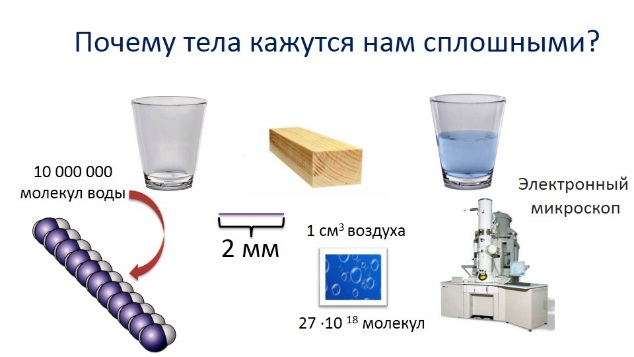 Почему тела кажутся нам сплошными?
10 000 000
молекул воды
2 мм
1 см³ воздуха
27 ·10 ¹⁸ молекул
Электронный
микроскоп